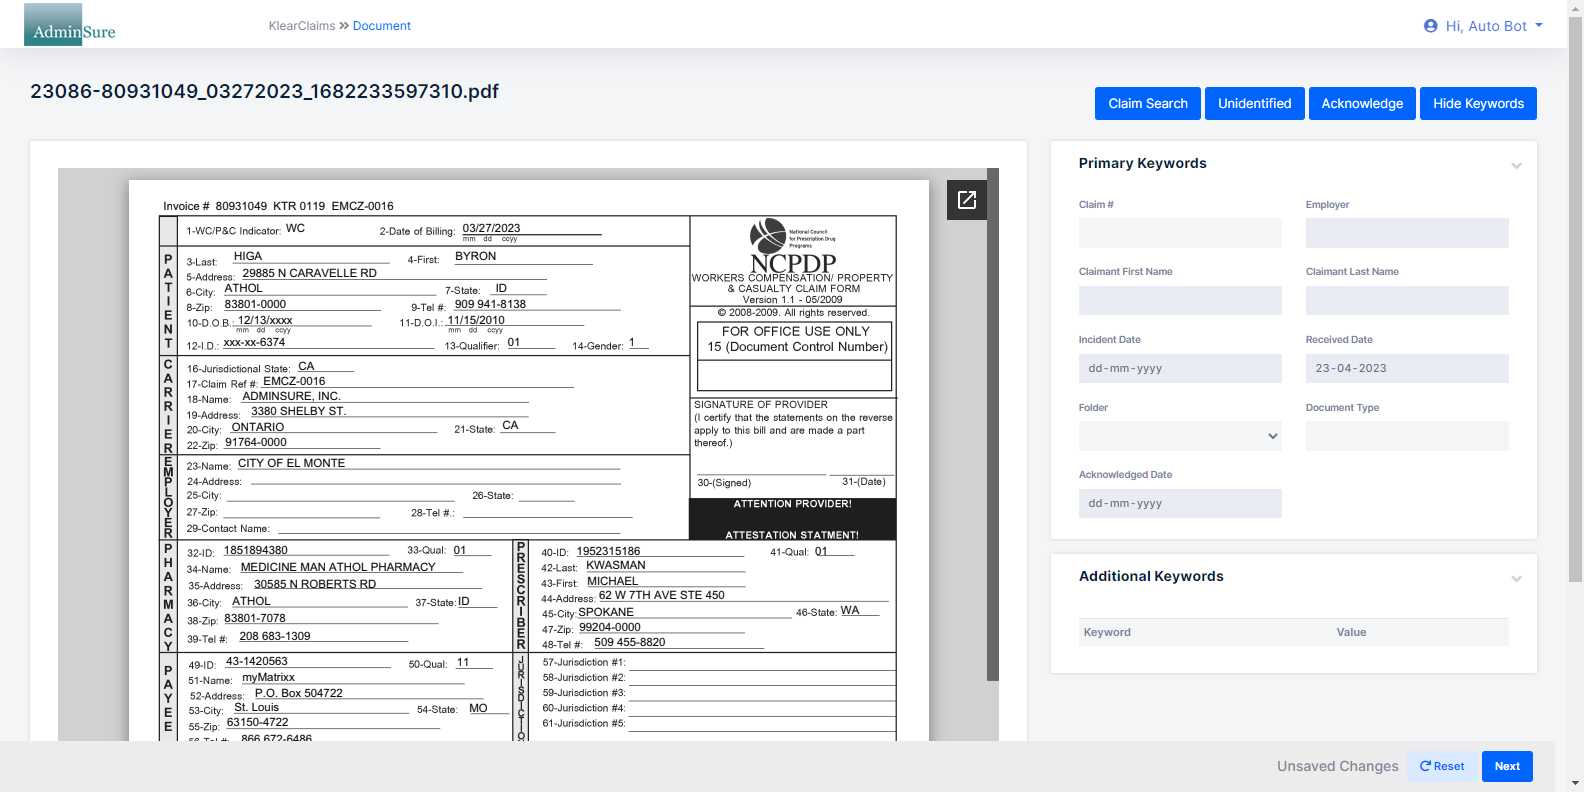 AdminSure
KlearClaims » Document
Hi, Auto Bot
23086-80931049_03272023_1682233597310.pdf
Claim Search
Unidentified
Acknowledge
Hide Keywords
Invoice # 80931049 KTR 0119 EMCZ-0016
PATIENT
1-WC/P&C Indicator: WC
2-Date of Billing: 03/27/2023
mm dd ccyy
3-Last: HIGA
4-First: BYRON
5-Address: 29885 N CARAVELLE RD
6-City: ATHOL
7-State: ID
8-Zip: 83801-0000
9-Tel #: 909 941-8138
10-D.O.B.: 12/13/xxxx
mm dd ccyy
11-D.O.I.: 11/15/2010
mm dd ccyy
12-I.D.: xxx-xx-6374
13-Qualifier: 01
14-Gender: 1
National Council
for Prescription Drug
Programs
NCPDP
WORKERS COMPENSATION/ PROPERTY
& CASUALTY CLAIM FORM
Version 1.1 - 05/2009
© 2008-2009. All rights reserved.
FOR OFFICE USE ONLY
15 (Document Control Number)
CARRIER
16-Jurisdictional State: CA
17-Claim Ref #: EMCZ-0016
18-Name: ADMINSURE, INC.
19-Address: 3380 SHELBY ST.
20-City: ONTARIO
21-State: CA
22-Zip: 91764-0000
SIGNATURE OF PROVIDER
(I certify that the statements on the reverse
apply to this bill and are made a part
thereof.)
30-(Signed)
31-(Date)
EMPLOYER
23-Name: CITY OF EL MONTE
24-Address:
25-City:
26-State:
27-Zip:
28-Tel #.:
29-Contact Name:
ATTENTION PROVIDER!
ATTESTATION STATMENT!
PHARMACY
32-ID: 1851894380
33-Qual: 01
34-Name: MEDICINE MAN ATHOL PHARMACY
35-Address: 30585 N ROBERTS RD
36-City: ATHOL
37-State: ID
38-Zip: 83801-7078
39-Tel #: 208 683-1309
PRESCRIBER
40-ID: 1952315186
41-Qual: 01
42-Last: KWASMAN
43-First: MICHAEL
44-Address: 62 W 7TH AVE STE 450
45-City: SPOKANE
46-State: WA
47-Zip: 99204-0000
48-Tel #: 509 455-8820
PAYEE
49-ID: 43-1420563
50-Qual: 11
51-Name: myMatrixx
52-Address: P.O. Box 504722
53-City: St. Louis
54-State: MO
55-Zip: 63150-4722
56-Tel #: 866 672-6486
JURISDICTIO
57-Jurisdiction #1:
58-Jurisdiction #2:
59-Jurisdiction #3:
60-Jurisdiction #4:
61-Jurisdiction #5:
Primary Keywords
Claim #
Employer
Claimant First Name
Claimant Last Name
Incident Date
Received Date
dd-mm-yyyy
23-04-2023
Folder
Document Type
Acknowledged Date
dd-mm-yyyy
Additional Keywords
Keyword
Value
Unsaved Changes
Reset
Next